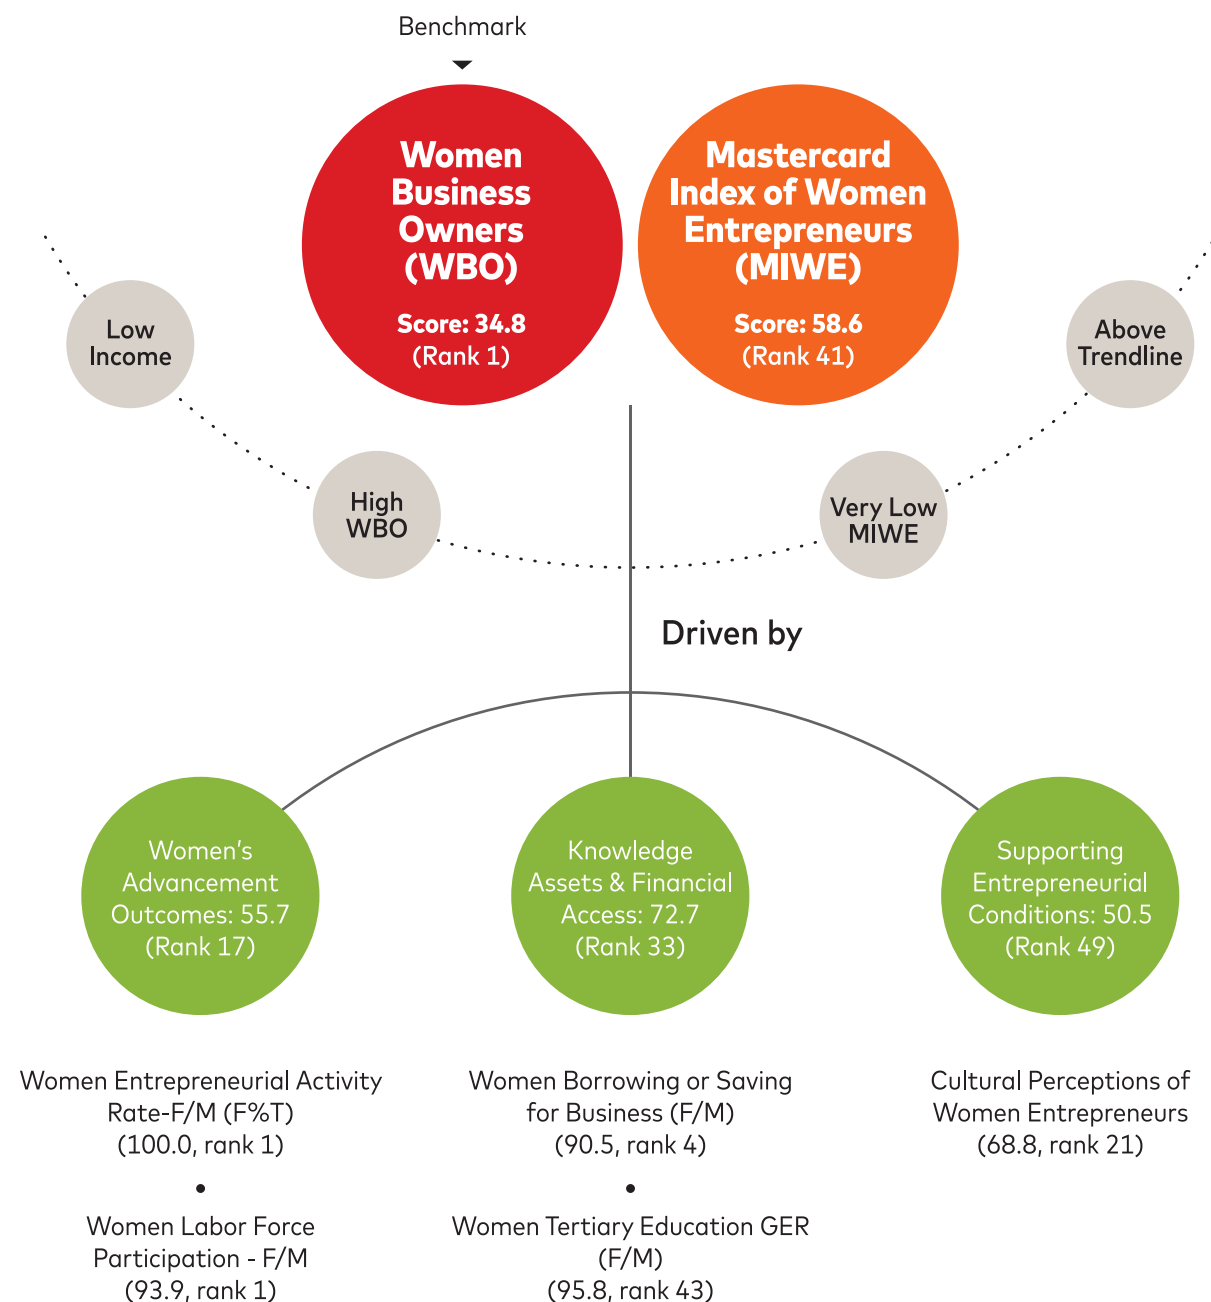 Benchmark
Women
Business
Owners
(WBO)
Score: 34.8
(Rank 1)
Mastercard
Index of Women
Entrepreneurs
(MIWE)
Score: 58.6
(Rank 41)
Low
Income
High
WBO
Very Low
MIWE
Above
Trendline
Driven by
Women's
Advancement
Outcomes: 55.7
(Rank 17)
Knowledge
Assets & Financial
Access: 72.7
(Rank 33)
Supporting
Entrepreneurial
Conditions: 50.5
(Rank 49)
Women Entrepreneurial Activity
Rate-F/M (F%T)
(100.0, rank 1)
•
Women Labor Force
Participation - F/M
(93.9, rank 1)
Women Borrowing or Saving
for Business (F/M)
(90.5, rank 4)
•
Women Tertiary Education GER
(F/M)
(95.8, rank 43)
Cultural Perceptions of
Women Entrepreneurs
(68.8, rank 21)